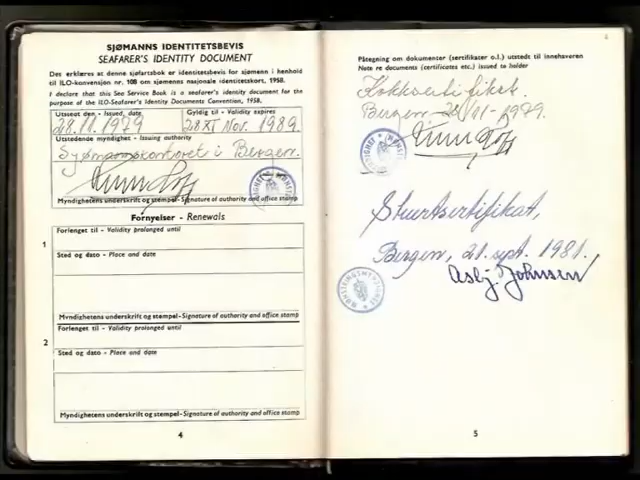 SJØMANNS IDENTITETSBEVIS
SEAFARER'S IDENTITY DOCUMENT
Det erklæres at denne sjøfartsbok er identitetsbevis for sjømenn i henhold
til ILO-konvensjon nr. 108 om sjømenns nasjonale identitetskort, 1958.
I declare that this Sea Service Book is a seafarer's identity document for the
purpose of the ILO-Seafarer's Identity Documents Convention, 1958.
Utstedt den - Issued, date
Gyldig til - Validity expires
28.11.1979
28 XI Nov. 1989.
Utstedende myndighet - Issuing authority
Sjømannskontoret i Bergen.
Myndighetens underskrift og stempel - Signature of authority and office stamp
Fornyelser - Renewals
1
Forlenget til - Validity prolonged until
Sted og dato - Place and date
Myndighetens underskrift og stempel - Signature of authority and office stamp
2
Forlenget til - Validity prolonged until
Sted og dato - Place and date
Myndighetens underskrift og stempel - Signature of authority and office stamp
4
Påtegning om dokumenter (sertifikater o.l.) utstedt til innehaveren
Note re documents (certificates etc.) issued to holder
Kokksertifikat.
Bergen 28/11-1979.
Stuertsertifikat,
Bergen, 21. sept. 1981.
Asbj. Johnsen
5